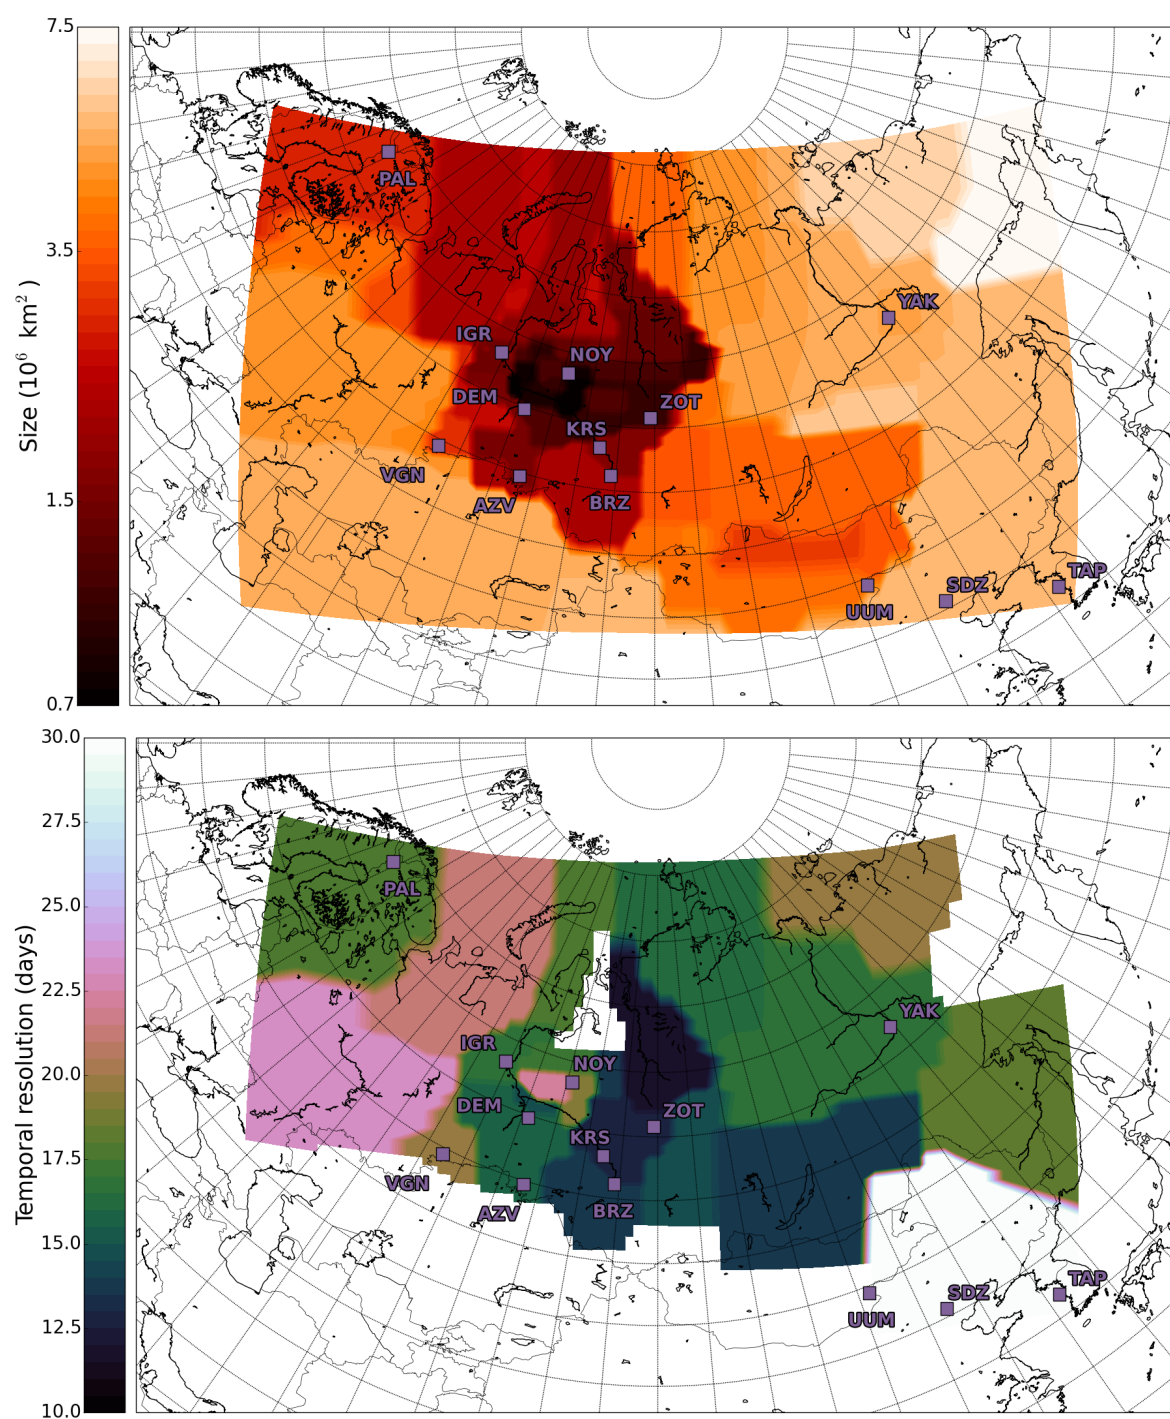 7.5
3.5
1.5
0.7
Size (10⁶ km²)
PAL
YAK
IGR
NOY
DEM
ZOT
KRS
VGN
AZV
BRZ
UUM
SDZ
TAP
30.0
27.5
25.0
22.5
20.0
17.5
15.0
12.5
10.0
Temporal resolution (days)
PAL
YAK
IGR
NOY
DEM
ZOT
KRS
VGN
AZV
BRZ
UUM
SDZ
TAP